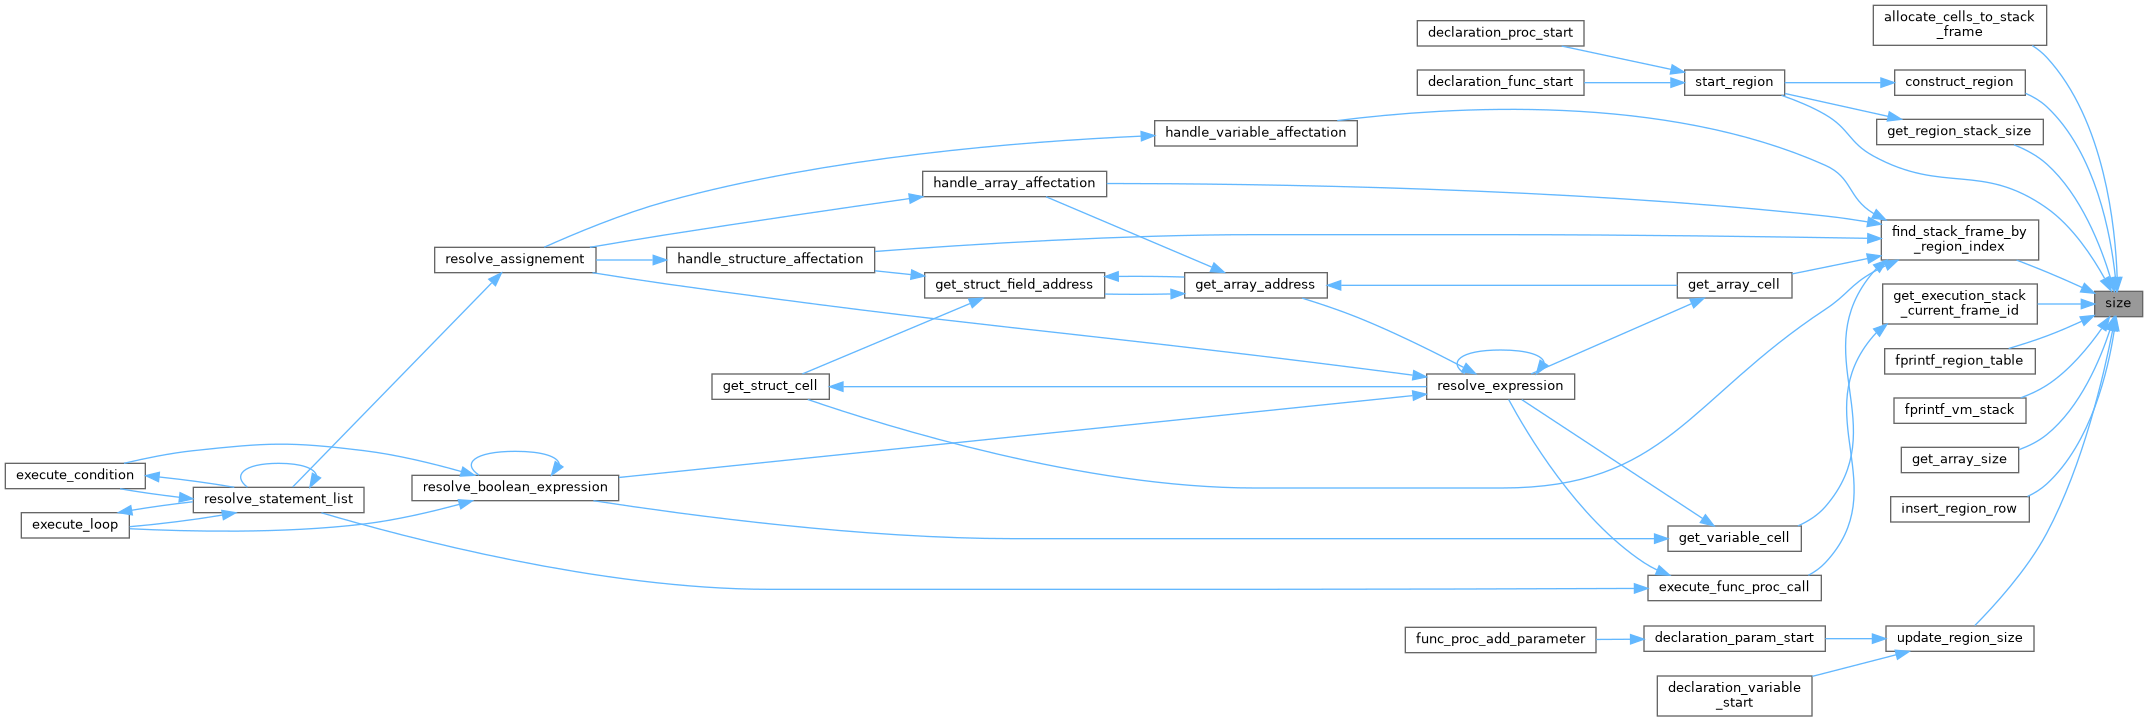 allocate_cells_to_stack
_frame
declaration_proc_start
declaration_func_start
start_region
construct_region
get_region_stack_size
handle_variable_affectation
handle_array_affectation
find_stack_frame_by
_region_index
resolve_assignement
handle_structure_affectation
get_struct_field_address
get_array_address
get_array_cell
get_execution_stack
_current_frame_id
size
fprintf_region_table
get_struct_cell
resolve_expression
fprintf_vm_stack
get_array_size
execute_condition
resolve_statement_list
resolve_boolean_expression
execute_loop
insert_region_row
get_variable_cell
execute_func_proc_call
func_proc_add_parameter
declaration_param_start
update_region_size
declaration_variable
_start